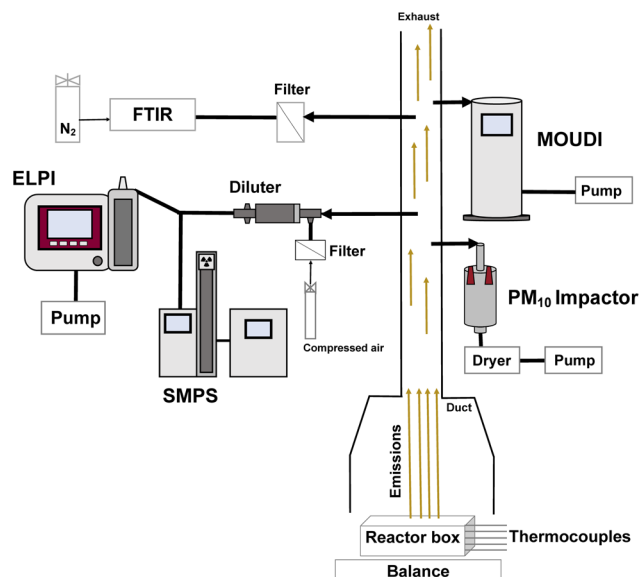 Exhaust
Filter
N2
FTIR
MOUDI
ELPI
Diluter
Pump
Filter
Pump
PM10 Impactor
Compressed air
Dryer
Pump
SMPS
Duct
Emissions
Reactor box
Thermocouples
Balance